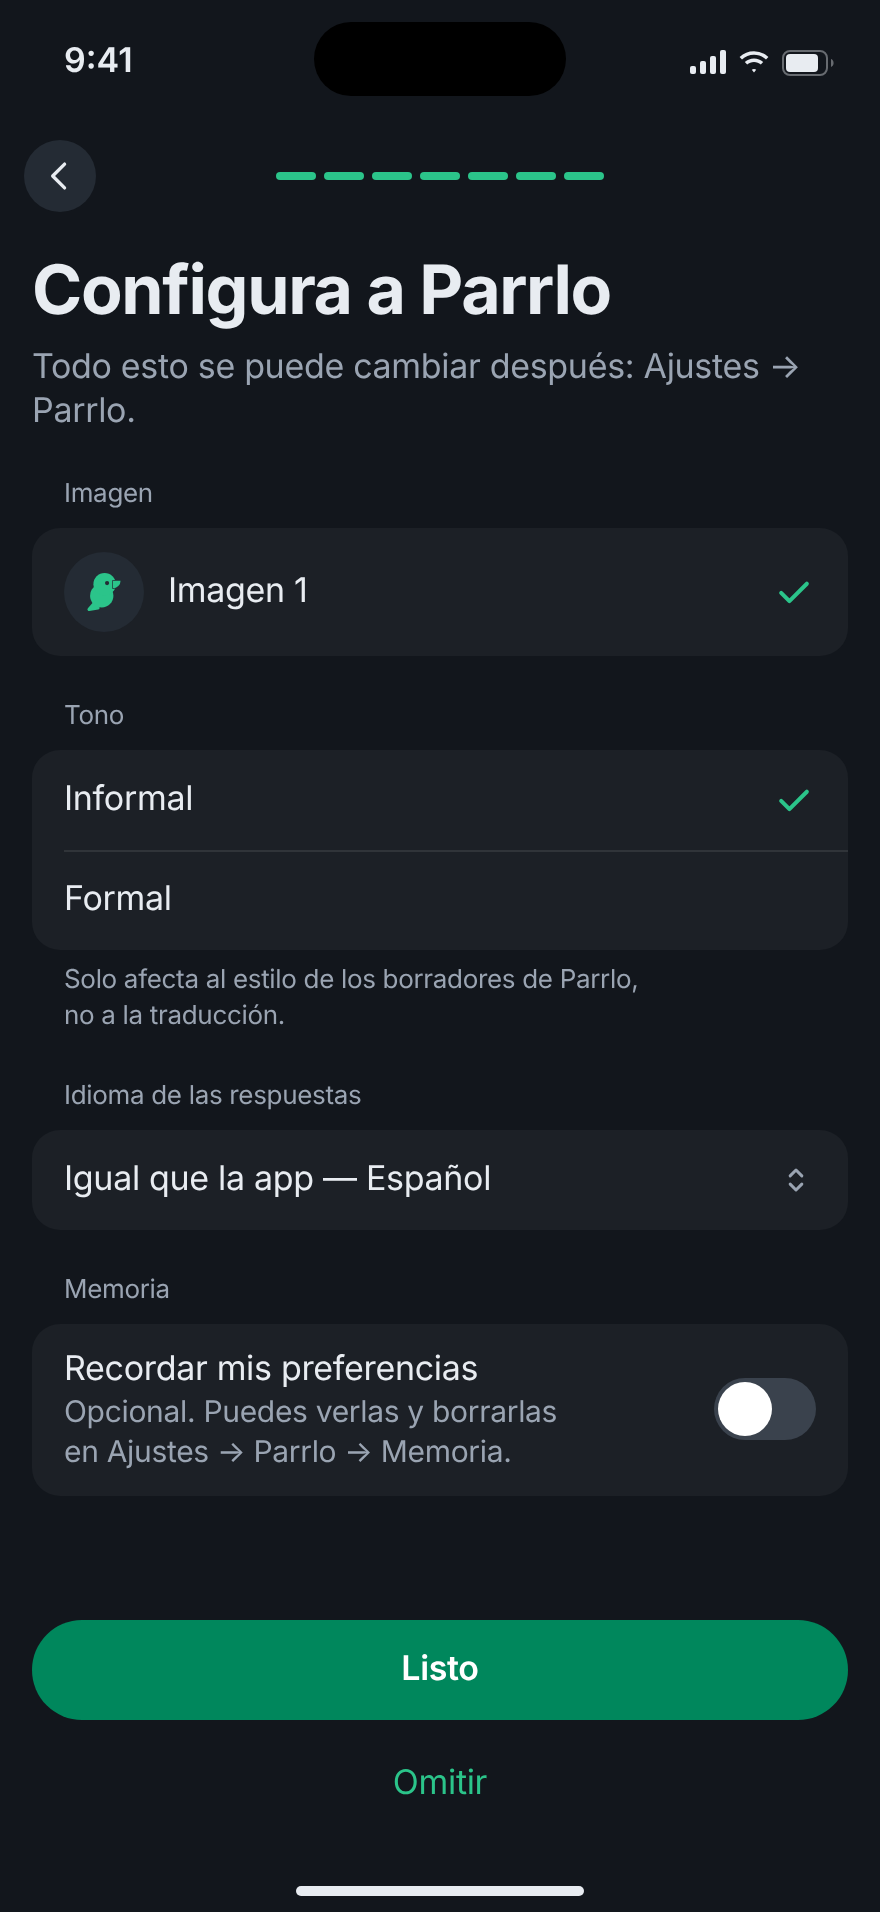 9:41
Configura a Parrlo
Todo esto se puede cambiar después: Ajustes →
Parrlo.
Imagen
Imagen 1
Tono
Informal
Formal
Solo afecta al estilo de los borradores de Parrlo,
no a la traducción.
Idioma de las respuestas
Igual que la app — Español
Memoria
Recordar mis preferencias
Opcional. Puedes verlas y borrarlas
en Ajustes → Parrlo → Memoria.
Listo
Omitir